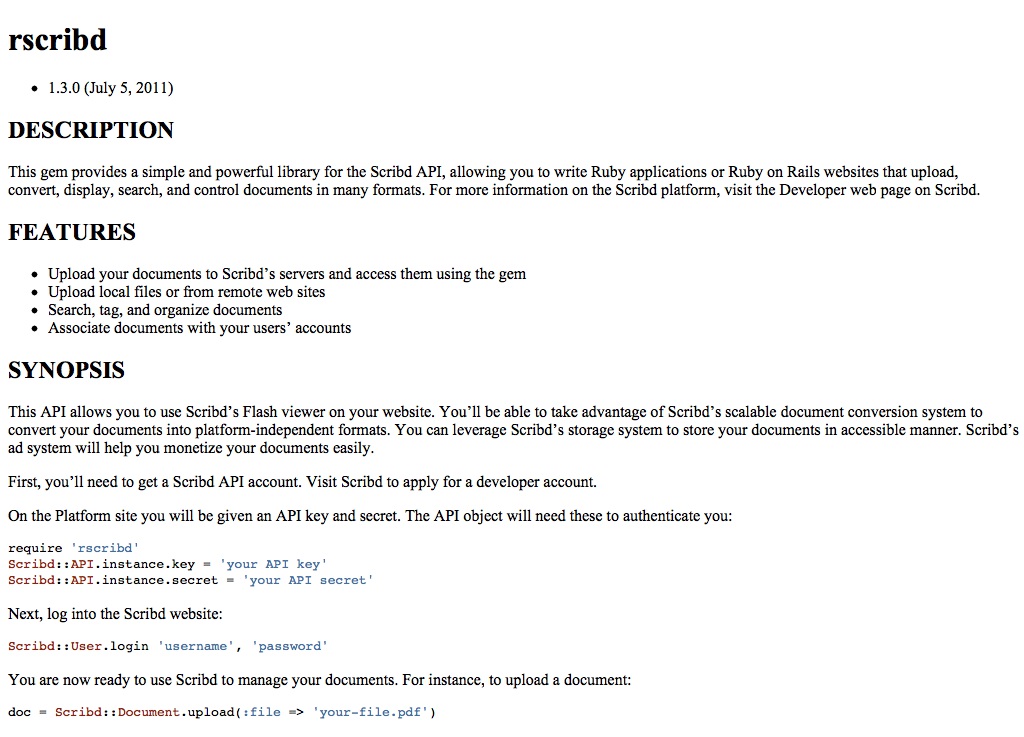 rscribd
• 1.3.0 (July 5, 2011)
DESCRIPTION
This gem provides a simple and powerful library for the Scribd API, allowing you to write Ruby applications or Ruby on Rails websites that upload,
convert, display, search, and control documents in many formats. For more information on the Scribd platform, visit the Developer web page on Scribd.
FEATURES
• Upload your documents to Scribd’s servers and access them using the gem
• Upload local files or from remote web sites
• Search, tag, and organize documents
• Associate documents with your users’ accounts
SYNOPSIS
This API allows you to use Scribd’s Flash viewer on your website. You’ll be able to take advantage of Scribd’s scalable document conversion system to
convert your documents into platform-independent formats. You can leverage Scribd’s storage system to store your documents in accessible manner. Scribd’s
ad system will help you monetize your documents easily.
First, you’ll need to get a Scribd API account. Visit Scribd to apply for a developer account.
On the Platform site you will be given an API key and secret. The API object will need these to authenticate you:
require 'rscribd'
Scribd::API.instance.key = 'your API key'
Scribd::API.instance.secret = 'your API secret'
Next, log into the Scribd website:
Scribd::User.login 'username', 'password'
You are now ready to use Scribd to manage your documents. For instance, to upload a document:
doc = Scribd::Document.upload(:file => 'your-file.pdf')